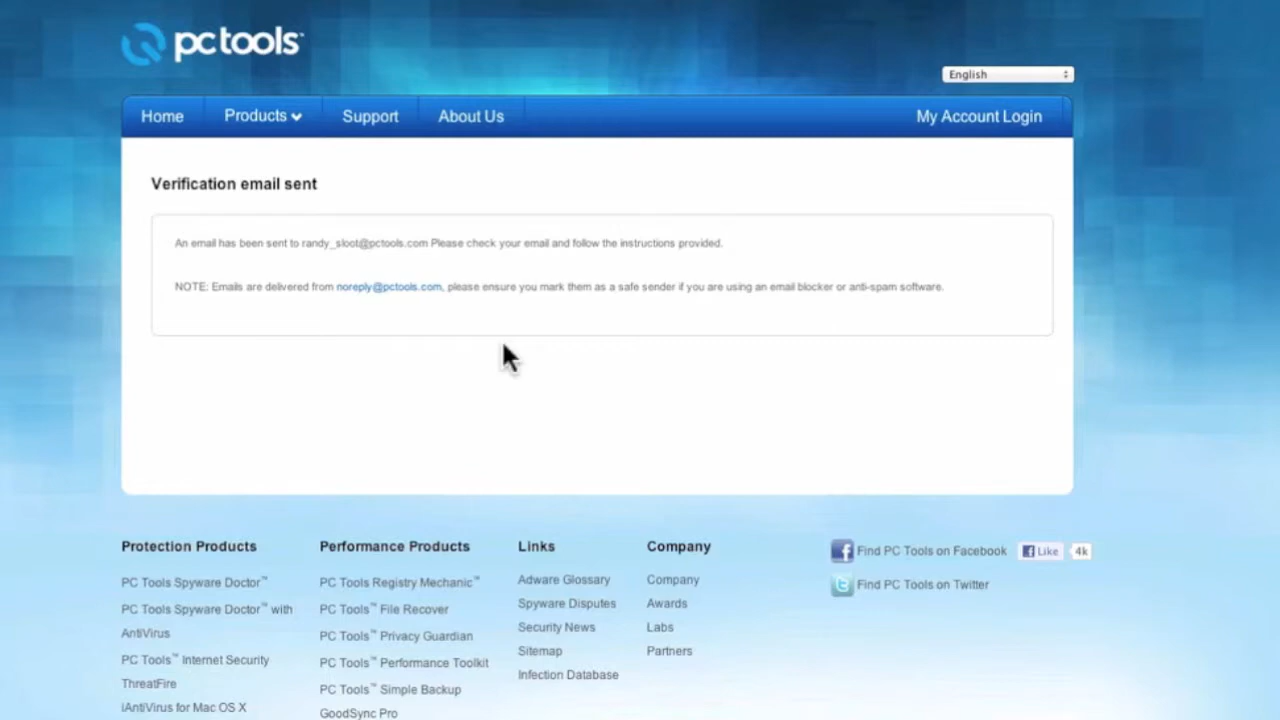 pctools™
English
Home Products Support About Us My Account Login
Verification email sent
An email has been sent to randy_sloot@pctools.com Please check your email and follow the instructions provided.
NOTE: Emails are delivered from noreply@pctools.com, please ensure you mark them as a safe sender if you are using an email blocker or anti-spam software.
Protection Products
PC Tools Spyware Doctor™
PC Tools Spyware Doctor™ with
AntiVirus
PC Tools™ Internet Security
ThreatFire
iAntiVirus for Mac OS X
Performance Products
PC Tools Registry Mechanic™
PC Tools™ File Recover
PC Tools™ Privacy Guardian
PC Tools™ Performance Toolkit
PC Tools™ Simple Backup
GoodSync Pro
Links
Adware Glossary
Spyware Disputes
Security News
Sitemap
Infection Database
Company
Company
Awards
Labs
Partners
f Find PC Tools on Facebook f Like 4k
t Find PC Tools on Twitter